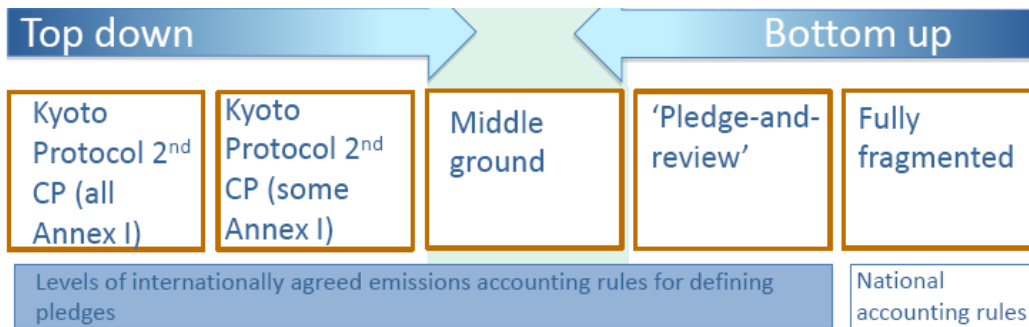 Top down
Bottom up
Kyoto
Protocol 2nd
CP (all
Annex I)
Kyoto
Protocol 2nd
CP (some
Annex I)
Middle
ground
‘Pledge-and-
review’
Fully
fragmented
Levels of internationally agreed emissions accounting rules for defining
pledges
National
accounting rules